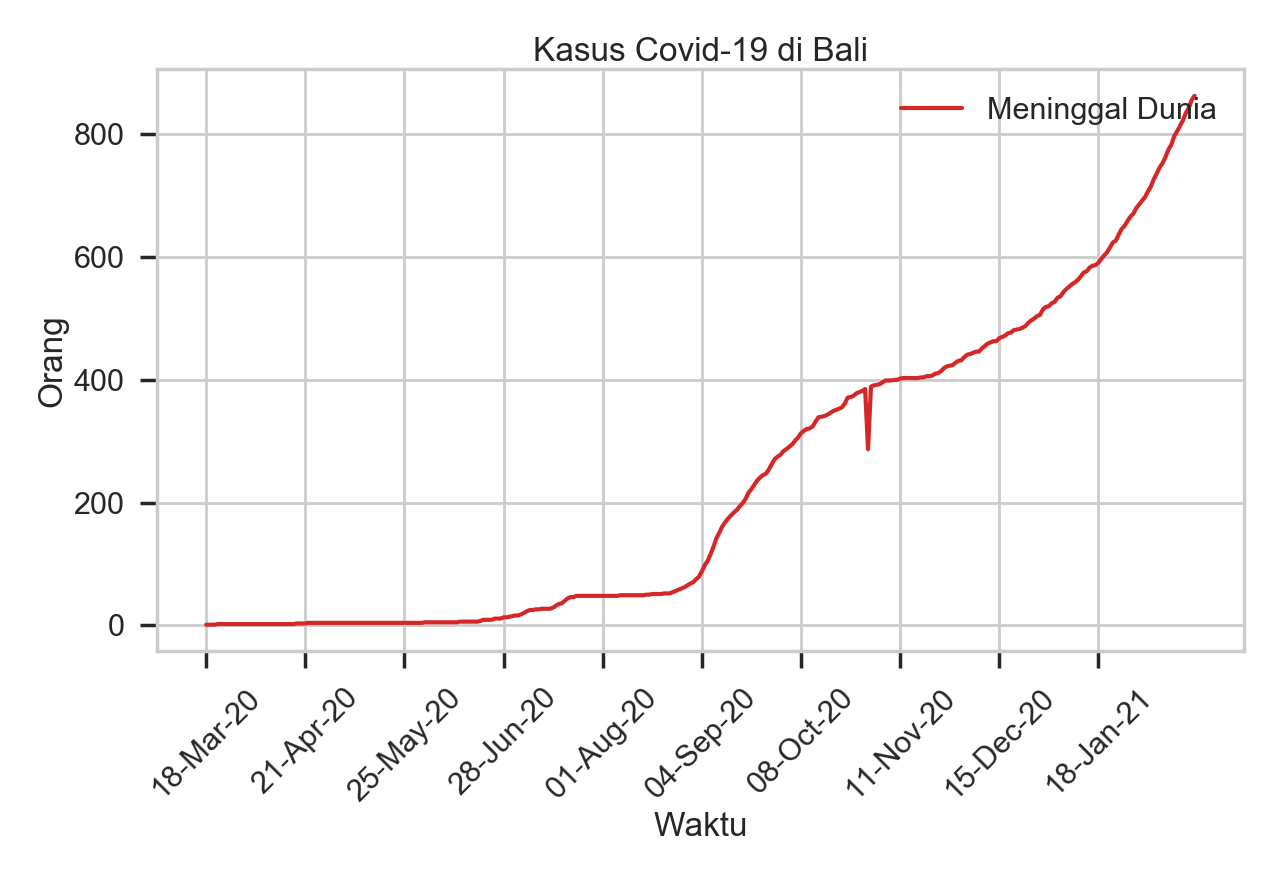 Kasus Covid-19 di Bali
Meninggal Dunia
Orang
800
600
400
200
0
18-Mar-20
21-Apr-20
25-May-20
28-Jun-20
01-Aug-20
04-Sep-20
08-Oct-20
11-Nov-20
15-Dec-20
18-Jan-21
Waktu